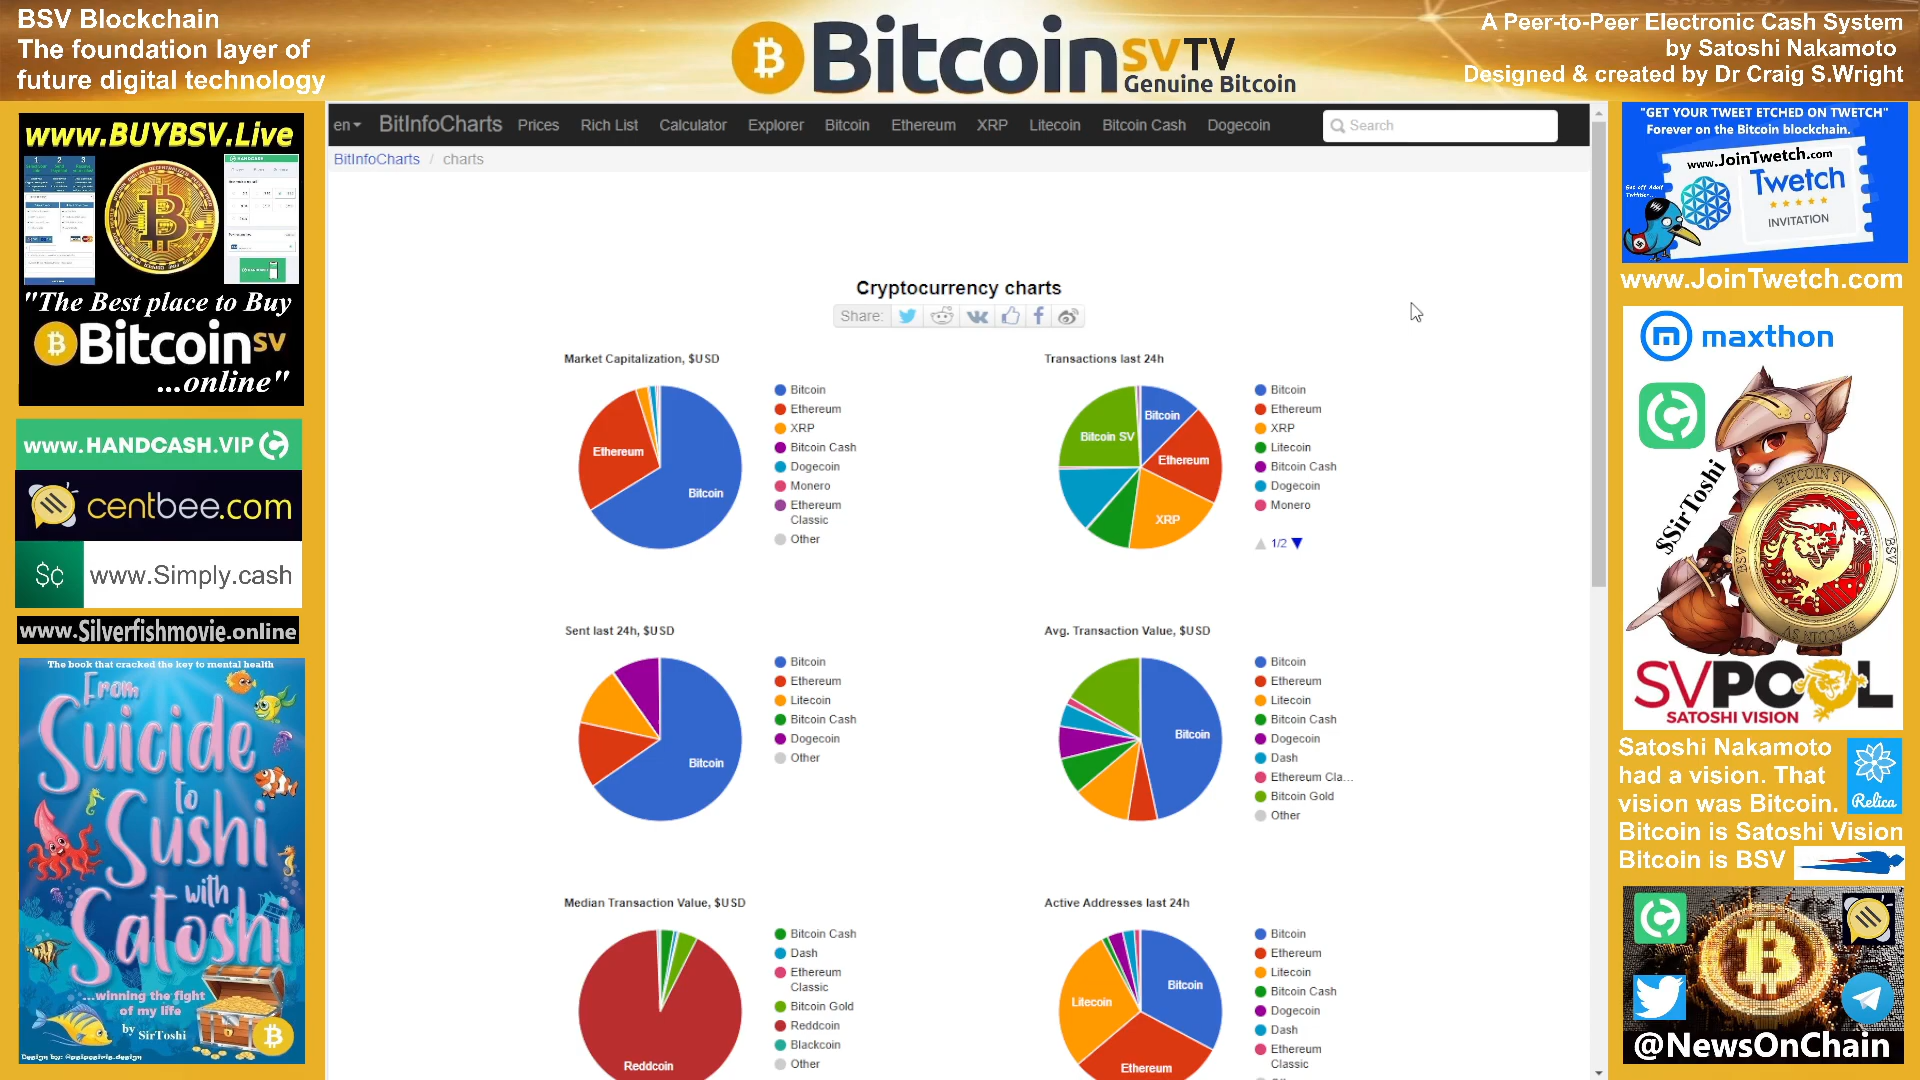 BSV Blockchain
The foundation layer of
future digital technology
Bitcoin SV TV
Genuine Bitcoin
A Peer-to-Peer Electronic Cash System
by Satoshi Nakamoto
Designed & created by Dr Craig S.Wright
www.BUYBSV.Live
"The Best place to Buy
Bitcoin SV
...online"
www.HANDCASH.VIP
centbee.com
$¢ www.Simply.cash
www.Silverfishmovie.online
The book that cracked the key to mental health
From
Suicide
to
Sushi
with
Satoshi
...winning the fight
of my life
by SirToshi
en BitInfoCharts Prices Rich List Calculator Explorer Bitcoin Ethereum XRP Litecoin Bitcoin Cash Dogecoin Search
BitInfoCharts / charts
Cryptocurrency charts
Share:
Market Capitalization, $USD
Ethereum
Bitcoin
Bitcoin
Ethereum
XRP
Bitcoin Cash
Dogecoin
Monero
Ethereum
Classic
Other
Transactions last 24h
Bitcoin
Bitcoin SV
Ethereum
XRP
Bitcoin
Ethereum
XRP
Litecoin
Bitcoin Cash
Dogecoin
Monero
1/2
Sent last 24h, $USD
Bitcoin
Bitcoin
Ethereum
Litecoin
Bitcoin Cash
Dogecoin
Other
Avg. Transaction Value, $USD
Bitcoin
Bitcoin
Ethereum
Litecoin
Bitcoin Cash
Dogecoin
Dash
Ethereum Cla...
Bitcoin Gold
Other
Median Transaction Value, $USD
Reddcoin
Bitcoin Cash
Dash
Ethereum
Classic
Bitcoin Gold
Reddcoin
Blackcoin
Other
Active Addresses last 24h
Bitcoin
Litecoin
Ethereum
Bitcoin
Ethereum
Litecoin
Bitcoin Cash
Dogecoin
Dash
Ethereum
Classic
"GET YOUR TWEET ETCHED ON TWETCH"
Forever on the Bitcoin blockchain.
www.JoinTwetch.com
Twetch
INVITATION
www.JoinTwetch.com
maxthon
$SirToshi
BITCOIN SV
BSV
BSV
SVPOOL
SATOSHI VISION
Satoshi Nakamoto
had a vision. That
vision was Bitcoin.
Relica
Bitcoin is Satoshi Vision
Bitcoin is BSV
@NewsOnChain